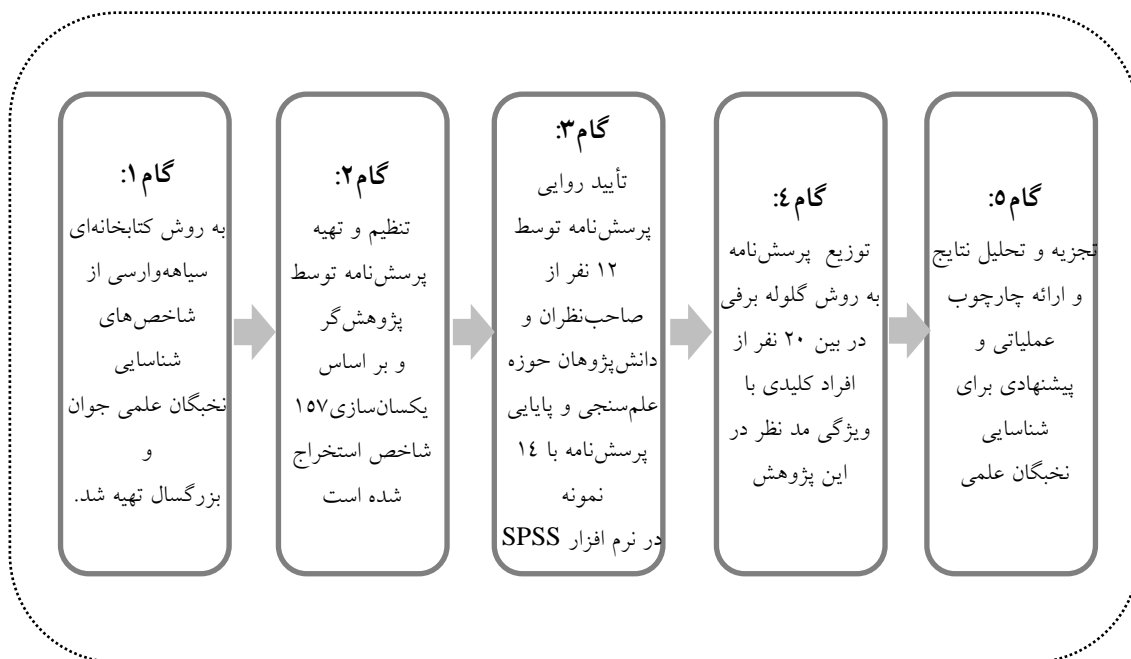 گام۱:
به روش کتابخانه‌ای
سیاهه‌وارسی از
شاخص‌های
شناسایی
نخبگان علمی جوان
و
بزرگسال تهیه شد.
گام۲:
تنظیم و تهیه
پرسش‌نامه توسط
پژوهش‌گر
و بر اساس
یکسان‌سازی۱۵۷
شاخص استخراج
شده است
گام۳:
تأیید روایی
پرسش‌نامه توسط
۱۲ نفر از
صاحب‌نظران و
دانش‌پژوهان حوزه
علم‌سنجی و پایایی
پرسش‌نامه با ۱٤
نمونه
در نرم افزار SPSS
گام٤:
توزیع پرسش‌نامه
به روش گلوله برفی
در بین ۲۰ نفر از
افراد کلیدی با
ویژگی مد نظر در
این پژوهش
گام٥:
تجزیه و تحلیل نتایج
و ارائه چارچوب
عملیاتی و
پیشنهادی برای
شناسایی
نخبگان علمی